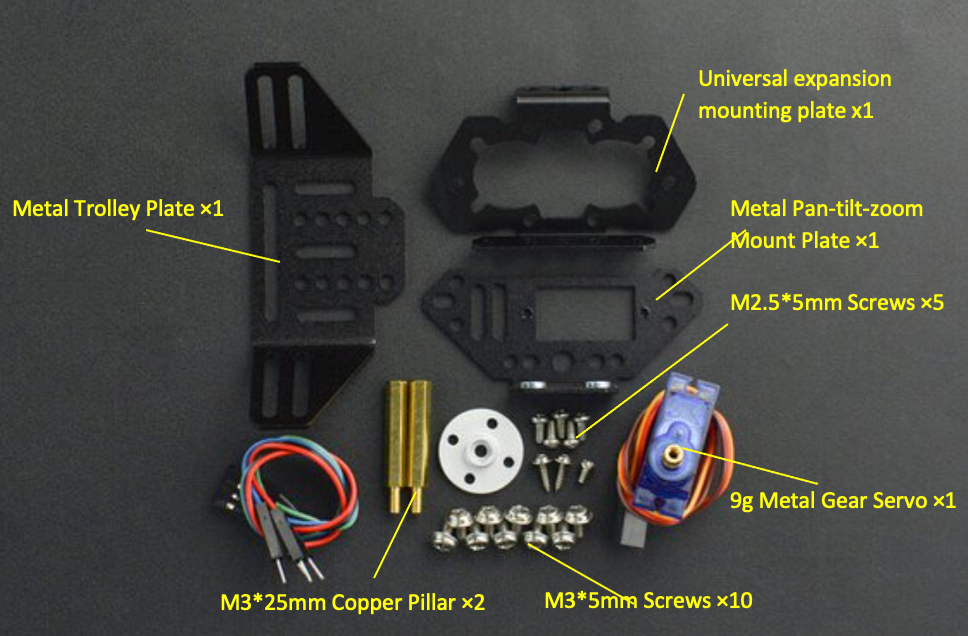 Universal expansion
mounting plate x1
Metal Trolley Plate ×1
Metal Pan-tilt-zoom
Mount Plate ×1
M2.5*5mm Screws ×5
9g Metal Gear Servo ×1
M3*25mm Copper Pillar ×2
M3*5mm Screws ×10